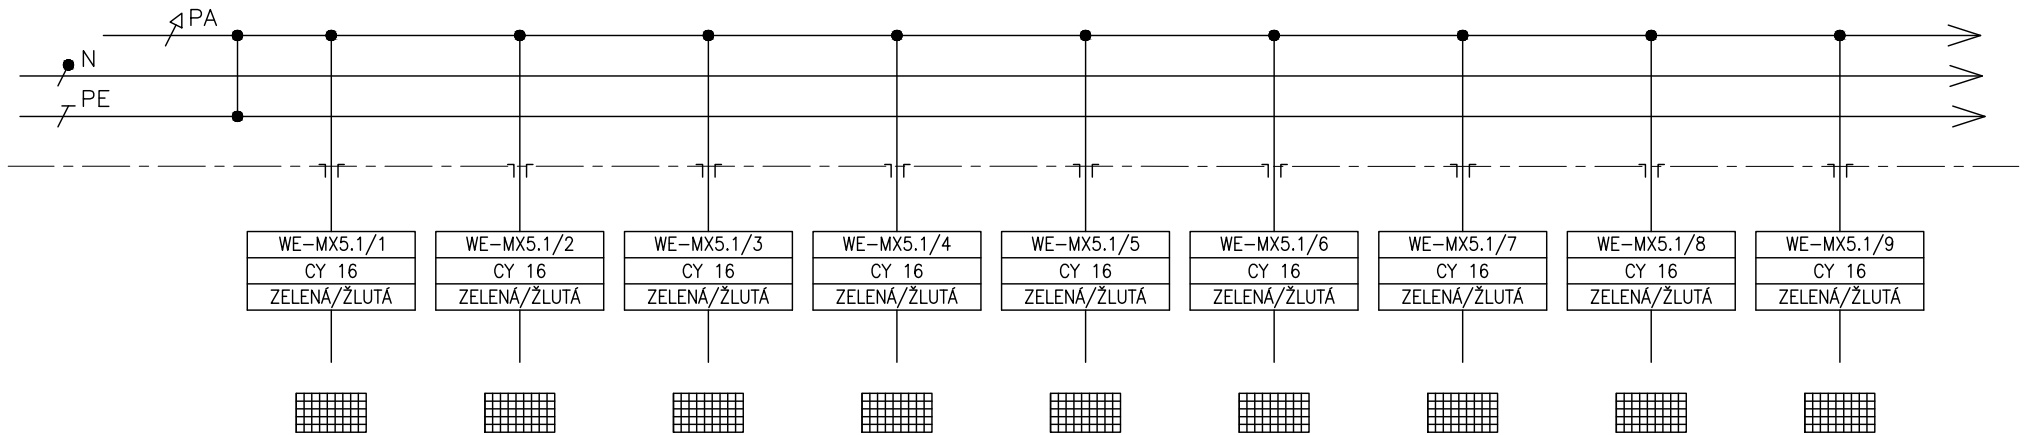 PA
N
PE
WE-MX5.1/1
CY 16
ZELENÁ/ŽLUTÁ
WE-MX5.1/2
CY 16
ZELENÁ/ŽLUTÁ
WE-MX5.1/3
CY 16
ZELENÁ/ŽLUTÁ
WE-MX5.1/4
CY 16
ZELENÁ/ŽLUTÁ
WE-MX5.1/5
CY 16
ZELENÁ/ŽLUTÁ
WE-MX5.1/6
CY 16
ZELENÁ/ŽLUTÁ
WE-MX5.1/7
CY 16
ZELENÁ/ŽLUTÁ
WE-MX5.1/8
CY 16
ZELENÁ/ŽLUTÁ
WE-MX5.1/9
CY 16
ZELENÁ/ŽLUTÁ